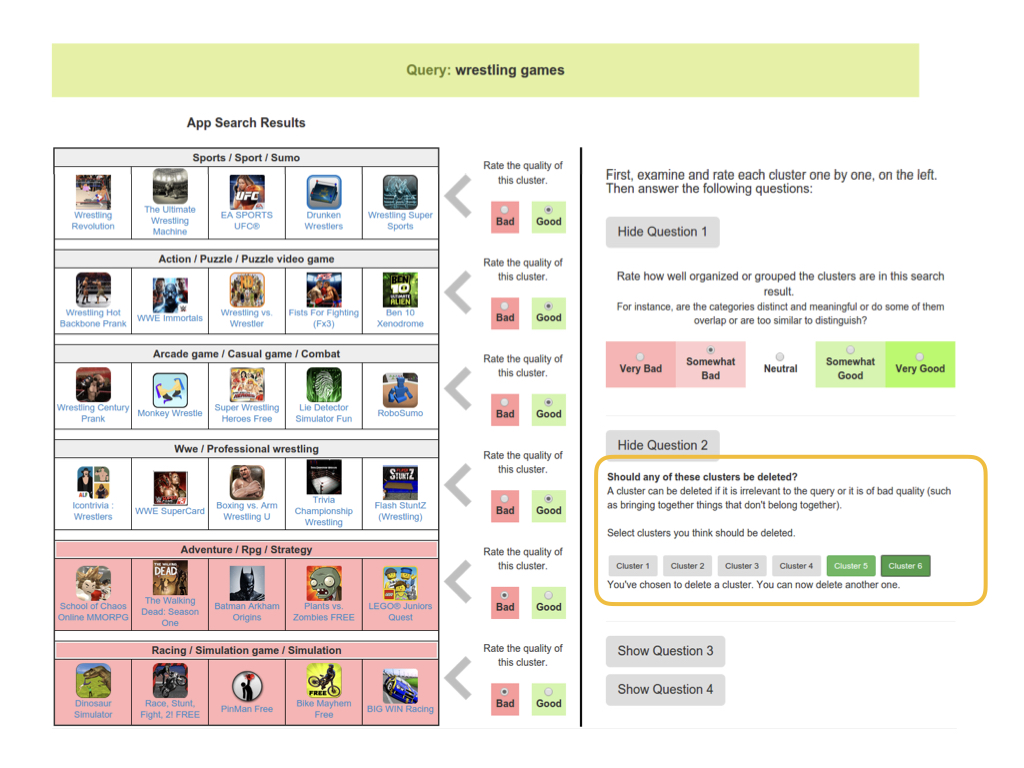 Query: wrestling games
App Search Results
Sports / Sport / Sumo
Wrestling
Revolution
The Ultimate
Wrestling
Machine
EA SPORTS
UFC®
Drunken
Wrestlers
Wrestling Super
Sports
Rate the quality of
this cluster.
Bad
Good
Action / Puzzle / Puzzle video game
Wrestling Hot
Backbone Prank
WWE Immortals
Wrestling vs.
Wrestler
Fists For Fighting
(Fx3)
Ben 10
Xenodrome
Rate the quality of
this cluster.
Bad
Good
Arcade game / Casual game / Combat
Wrestling Century
Prank
Monkey Wrestle
Super Wrestling
Heroes Free
Lie Detector
Simulator Fun
RoboSumo
Rate the quality of
this cluster.
Bad
Good
Wwe / Professional wrestling
Icontrivia :
Wrestlers
WWE SuperCard
Boxing vs. Arm
Wrestling U
Trivia
Championship
Wrestling
Flash StuntZ
(Wrestling)
Rate the quality of
this cluster.
Bad
Good
Adventure / Rpg / Strategy
School of Chaos
Online MMORPG
The Walking
Dead: Season
One
Batman Arkham
Origins
Plants vs.
Zombies FREE
LEGO® Juniors
Quest
Rate the quality of
this cluster.
Bad
Good
Racing / Simulation game / Simulation
Dinosaur
Simulator
Race, Stunt,
Fight, 2! FREE
PinMan Free
Bike Mayhem
Free
BIG WIN Racing
Rate the quality of
this cluster.
Bad
Good
First, examine and rate each cluster one by one, on the left.
Then answer the following questions:
Hide Question 1
Rate how well organized or grouped the clusters are in this search
result.
For instance, are the categories distinct and meaningful or do some of them
overlap or are too similar to distinguish?
Very Bad
Somewhat
Bad
Neutral
Somewhat
Good
Very Good
Hide Question 2
Should any of these clusters be deleted?
A cluster can be deleted if it is irrelevant to the query or it is of bad quality (such
as bringing together things that don't belong together).
Select clusters you think should be deleted.
Cluster 1
Cluster 2
Cluster 3
Cluster 4
Cluster 5
Cluster 6
You've chosen to delete a cluster. You can now delete another one.
Show Question 3
Show Question 4